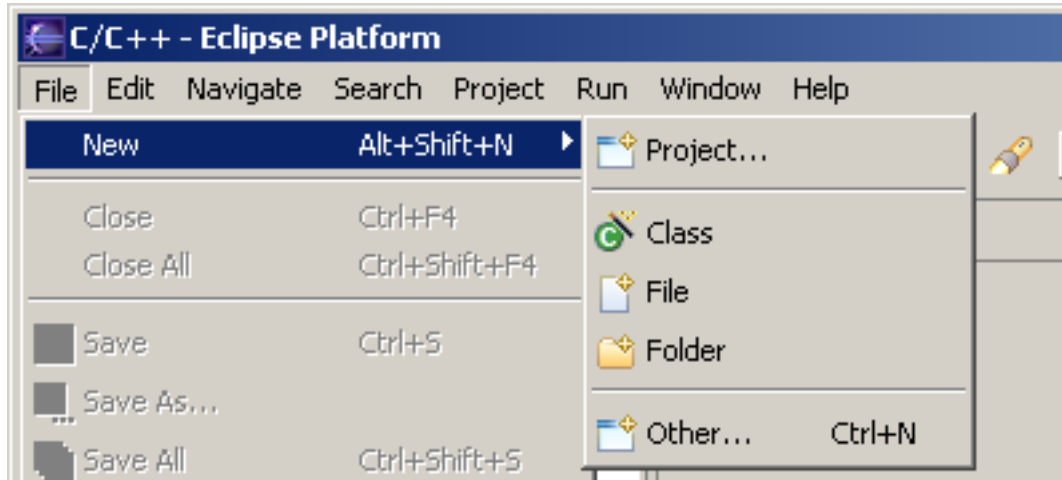 C/C++ - Eclipse Platform
File Edit Navigate Search Project Run Window Help
New Alt+Shift+N
Close Ctrl+F4
Close All Ctrl+Shift+F4
Save Ctrl+S
Save As...
Save All Ctrl+Shift+S
Project...
Class
File
Folder
Other... Ctrl+N